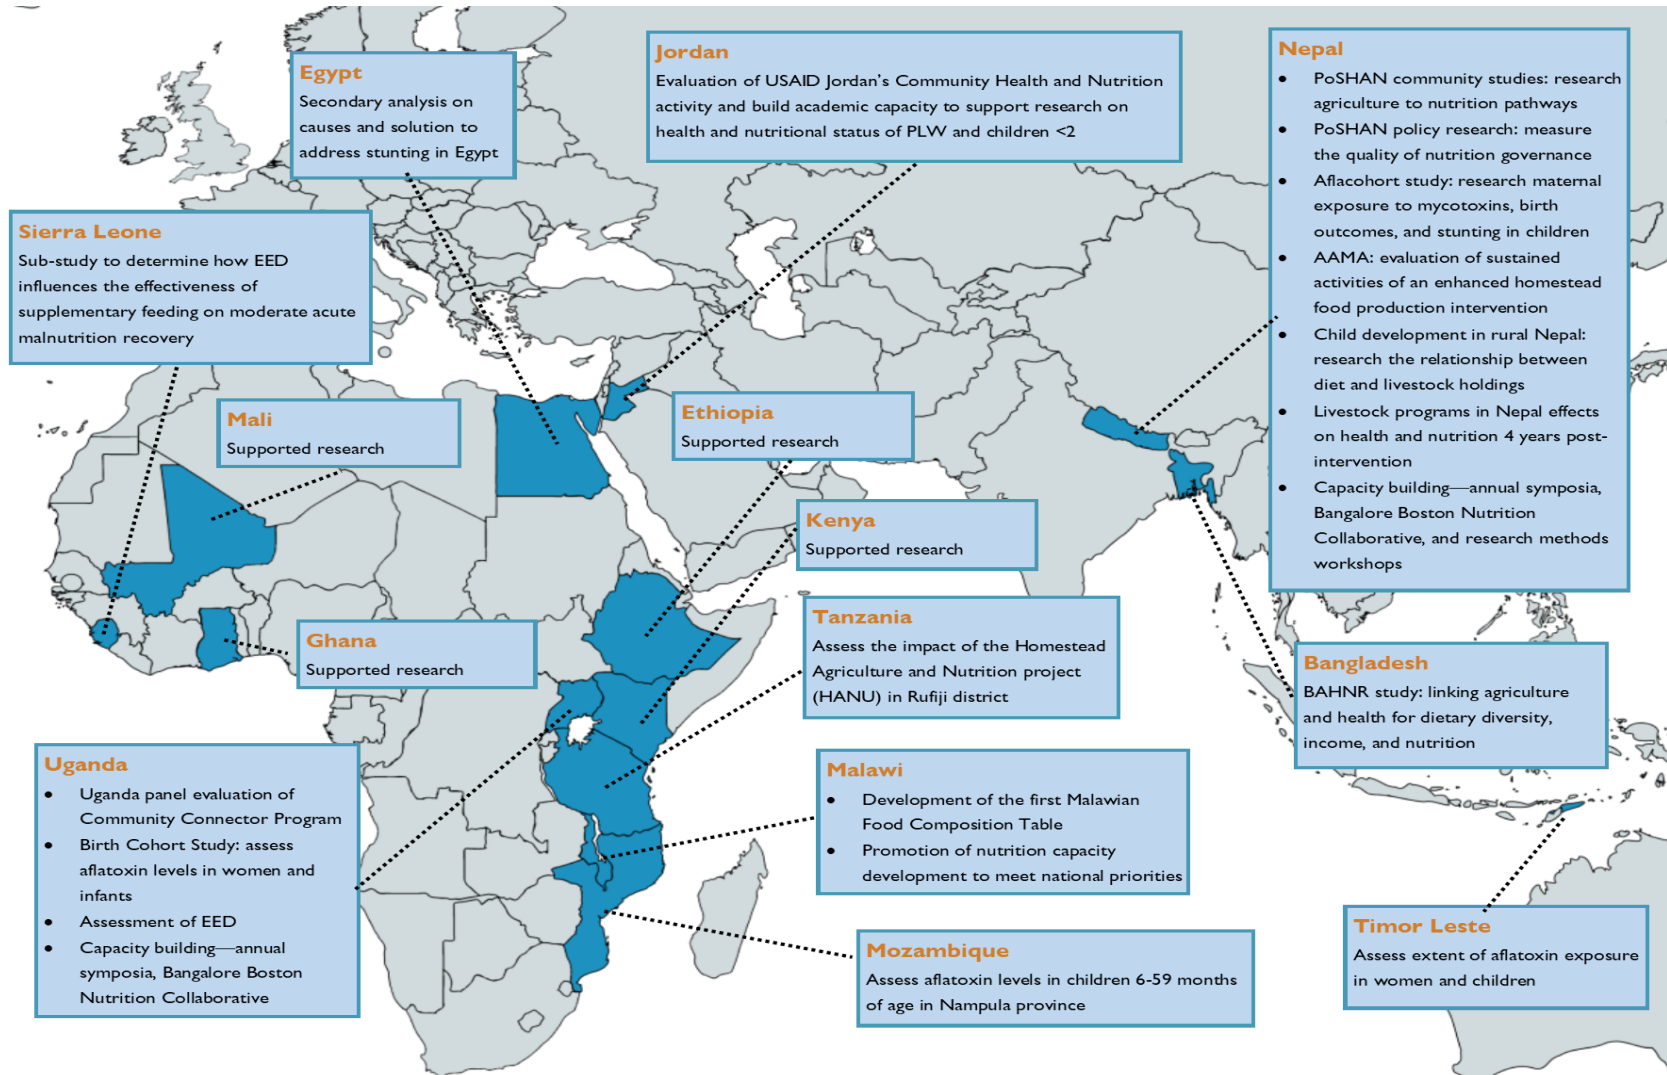 Egypt
Secondary analysis on
causes and solution to
address stunting in Egypt
Jordan
Evaluation of USAID Jordan's Community Health and Nutrition
activity and build academic capacity to support research on
health and nutritional status of PLW and children <2
Nepal
• PoSHAN community studies: research
agriculture to nutrition pathways
• PoSHAN policy research: measure
the quality of nutrition governance
• Aflacohort study: research maternal
exposure to mycotoxins, birth
outcomes, and stunting in children
• AAMA: evaluation of sustained
activities of an enhanced homestead
food production intervention
• Child development in rural Nepal:
research the relationship between
diet and livestock holdings
• Livestock programs in Nepal effects
on health and nutrition 4 years post-
intervention
• Capacity building—annual symposia,
Bangalore Boston Nutrition
Collaborative, and research methods
workshops
Sierra Leone
Sub-study to determine how EED
influences the effectiveness of
supplementary feeding on moderate acute
malnutrition recovery
Mali
Supported research
Ethiopia
Supported research
Kenya
Supported research
Ghana
Supported research
Tanzania
Assess the impact of the Homestead
Agriculture and Nutrition project
(HANU) in Rufiji district
Bangladesh
BAHNR study: linking agriculture
and health for dietary diversity,
income, and nutrition
Uganda
• Uganda panel evaluation of
Community Connector Program
• Birth Cohort Study: assess
aflatoxin levels in women and
infants
• Assessment of EED
• Capacity building—annual
symposia, Bangalore Boston
Nutrition Collaborative
Malawi
• Development of the first Malawian
Food Composition Table
• Promotion of nutrition capacity
development to meet national priorities
Mozambique
Assess aflatoxin levels in children 6-59 months
of age in Nampula province
Timor Leste
Assess extent of aflatoxin exposure
in women and children